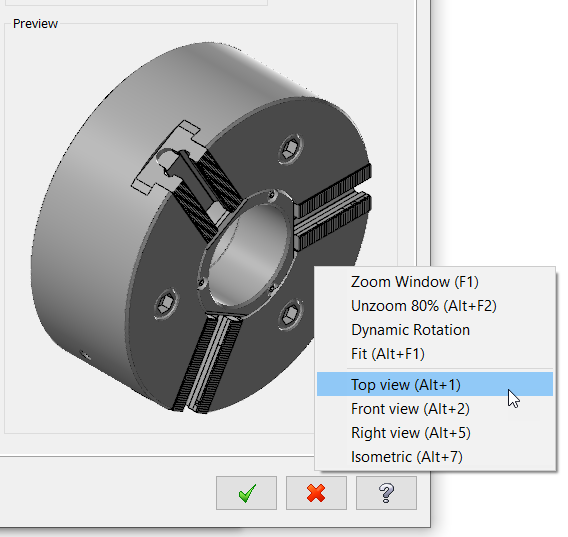 Preview
Zoom Window (F1)
Unzoom 80% (Alt+F2)
Dynamic Rotation
Fit (Alt+F1)
Top view (Alt+1)
Front view (Alt+2)
Right view (Alt+5)
Isometric (Alt+7)
?